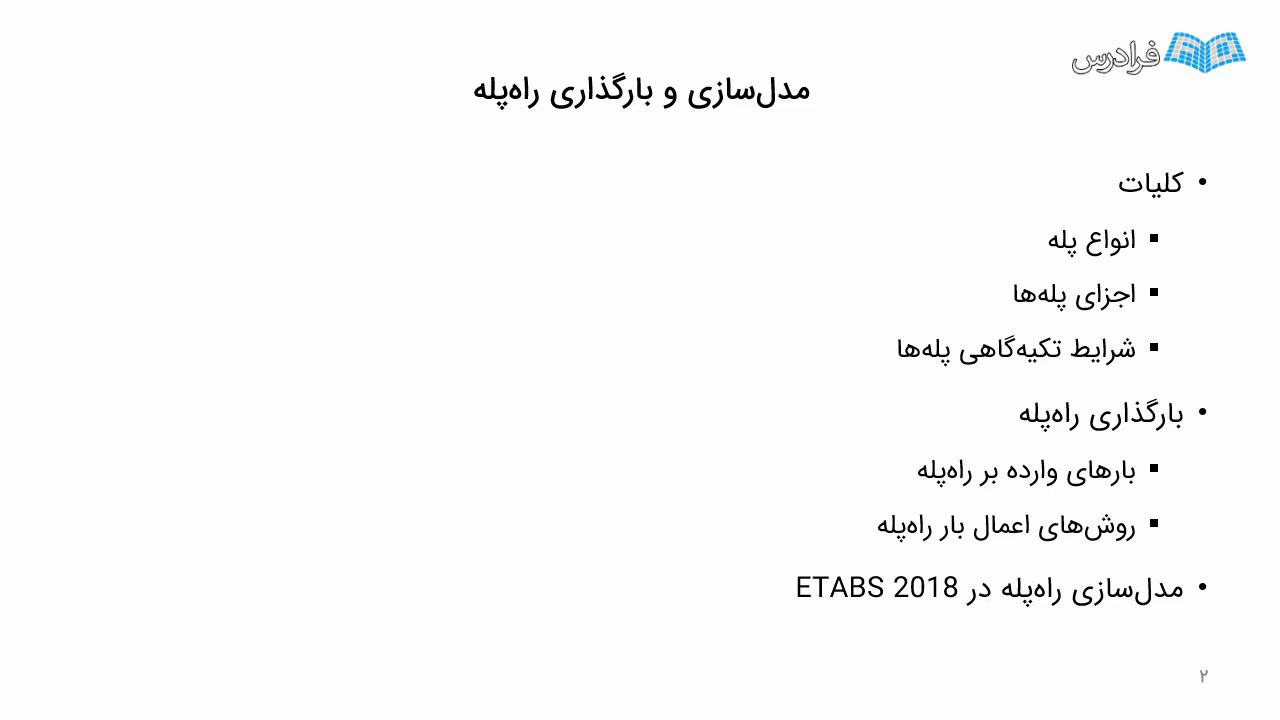 فرادرس
مدل‌سازی و بارگذاری راه‌پله
• کلیات
▪ انواع پله
▪ اجزای پله‌ها
▪ شرایط تکیه‌گاهی پله‌ها
• بارگذاری راه‌پله
▪ بارهای وارده بر راه‌پله
▪ روش‌های اعمال بار راه‌پله
• مدل‌سازی راه‌پله در ETABS 2018
۲